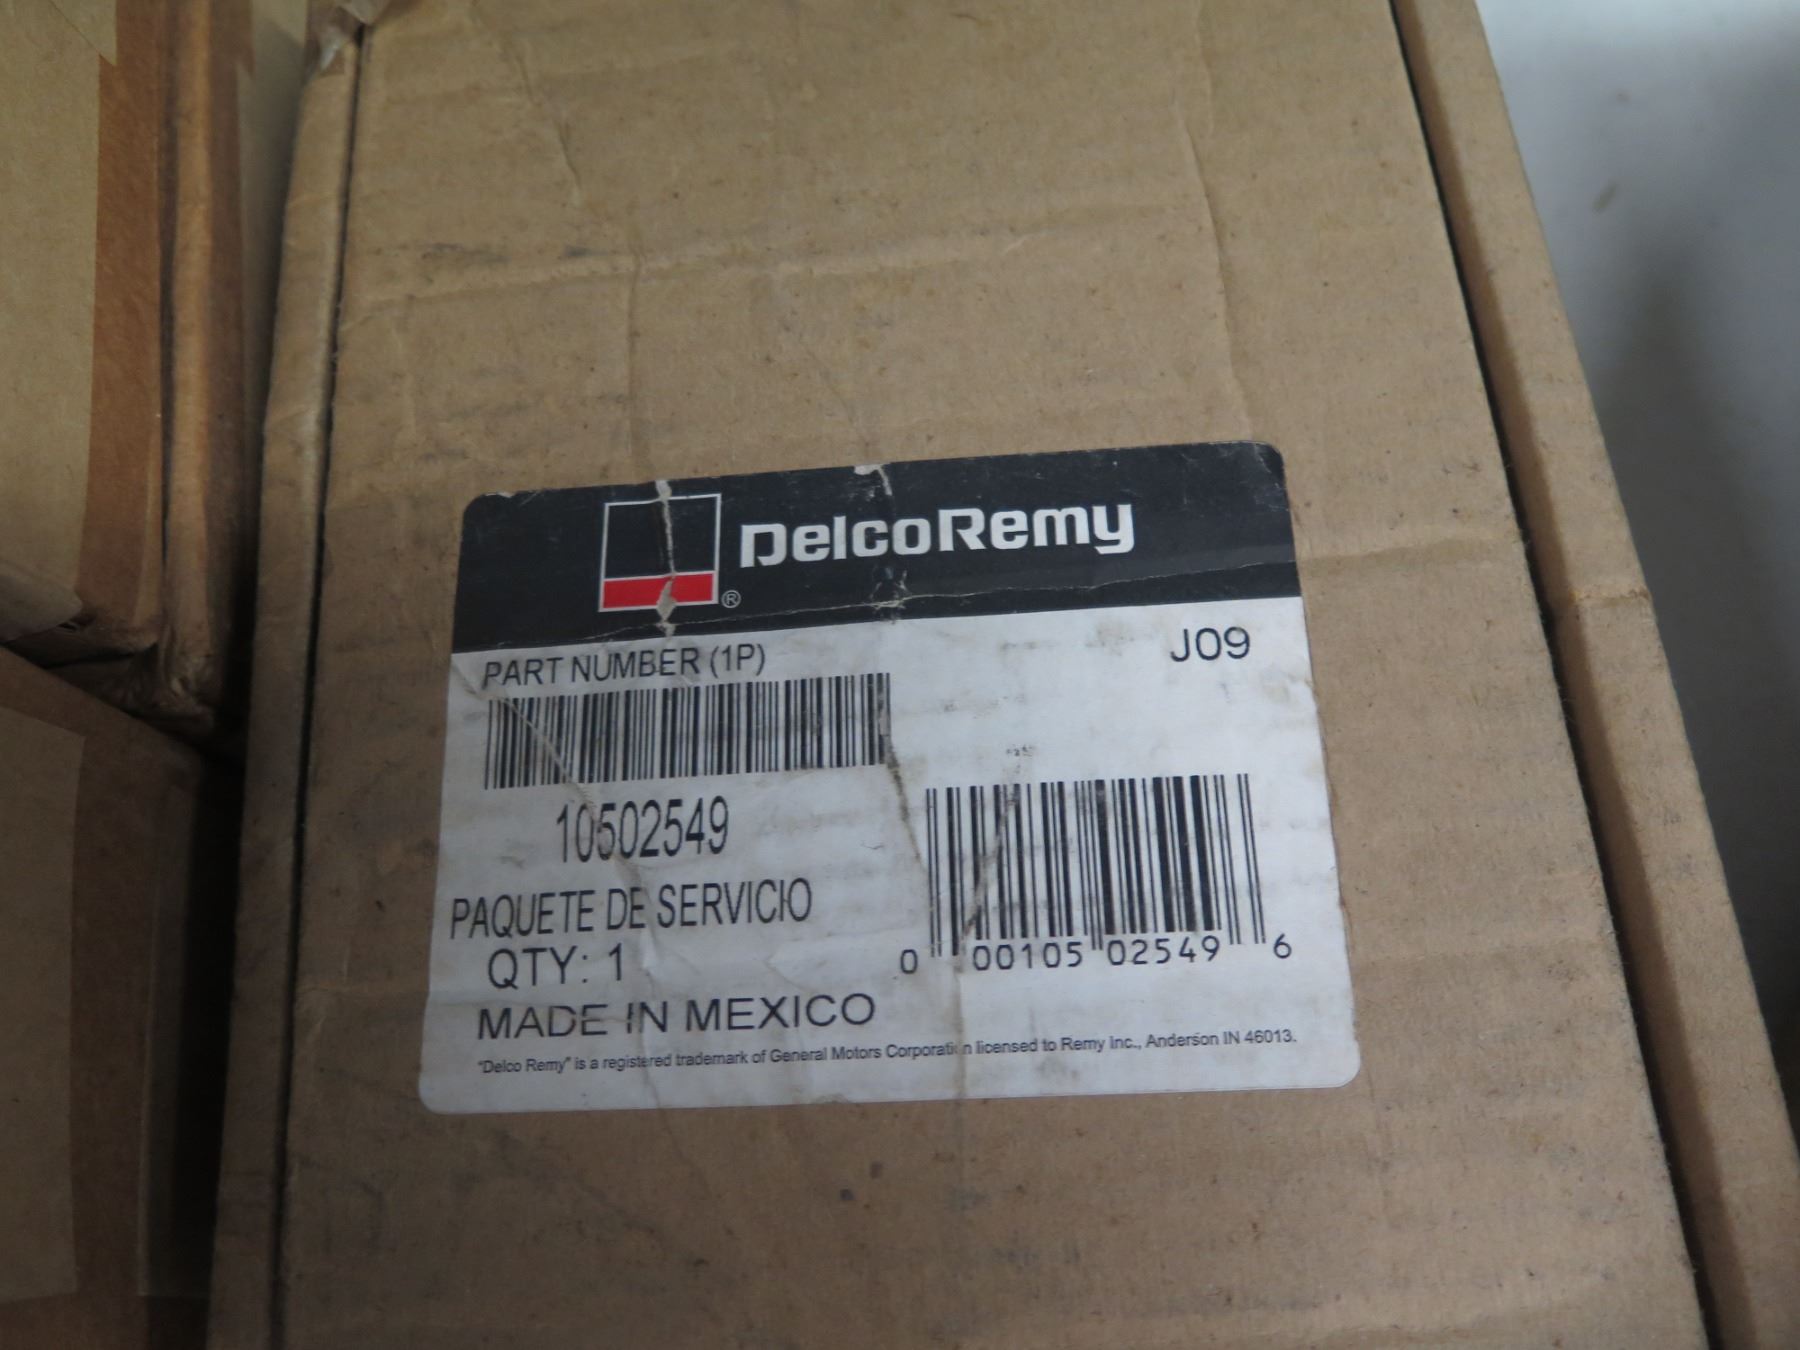 DelcoRemy
®
PART NUMBER (1P)
J09
10502549
PAQUETE DE SERVICIO
QTY: 1
MADE IN MEXICO
0 00105 02549 6
"Delco Remy" is a registered trademark of General Motors Corporation licensed to Remy Inc., Anderson IN 46013.